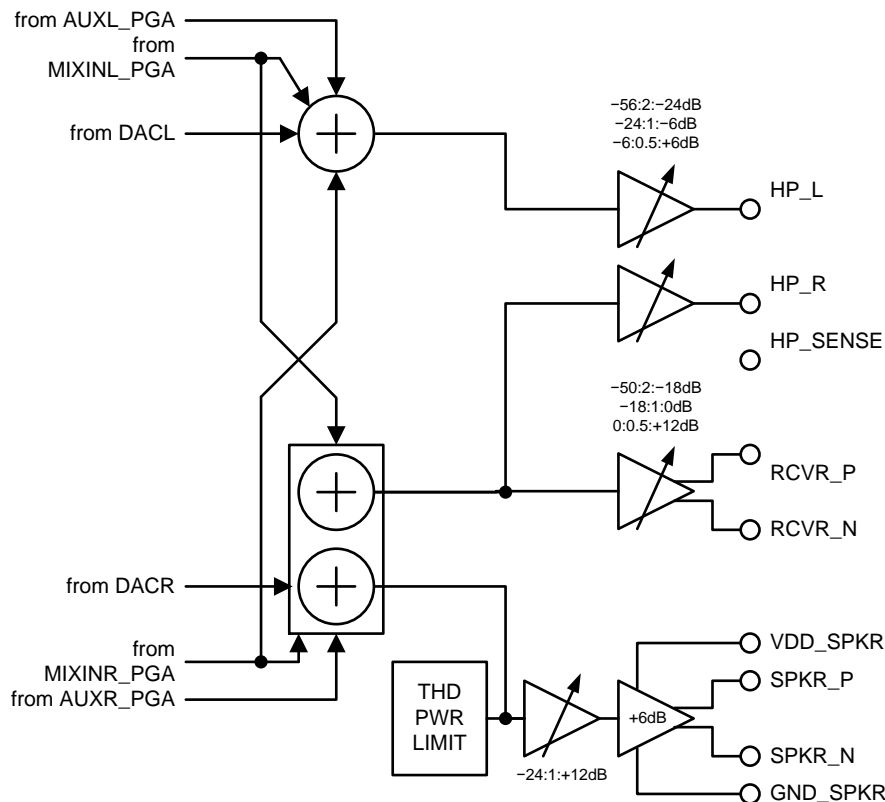 from AUXL_PGA
from
MIXINL_PGA
from DACL
−56:2:−24dB
−24:1:−6dB
−6:0.5:+6dB
HP_L
HP_R
HP_SENSE
−50:2:−18dB
−18:1:0dB
0:0.5:+12dB
RCVR_P
RCVR_N
from DACR
from
MIXINR_PGA
from AUXR_PGA
THD
PWR
LIMIT
−24:1:+12dB
+6dB
VDD_SPKR
SPKR_P
SPKR_N
GND_SPKR